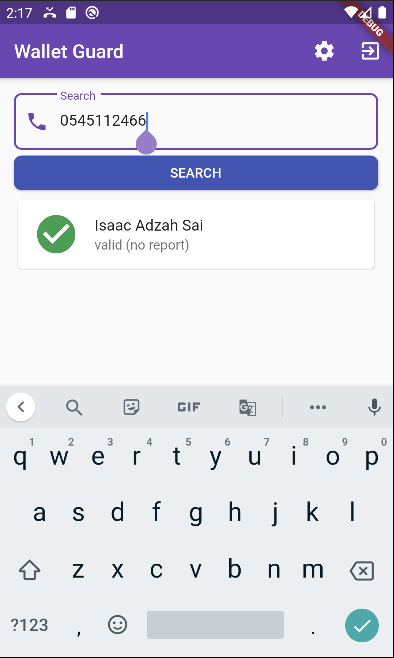 2:17
DEBUG
Wallet Guard
Search
0545112466
SEARCH
Isaac Adzah Sai
valid (no report)
GIF
G
1 2 3 4 5 6 7 8 9 0
q w e r t y u i o p
a s d f g h j k l
z x c v b n m
?123 , .